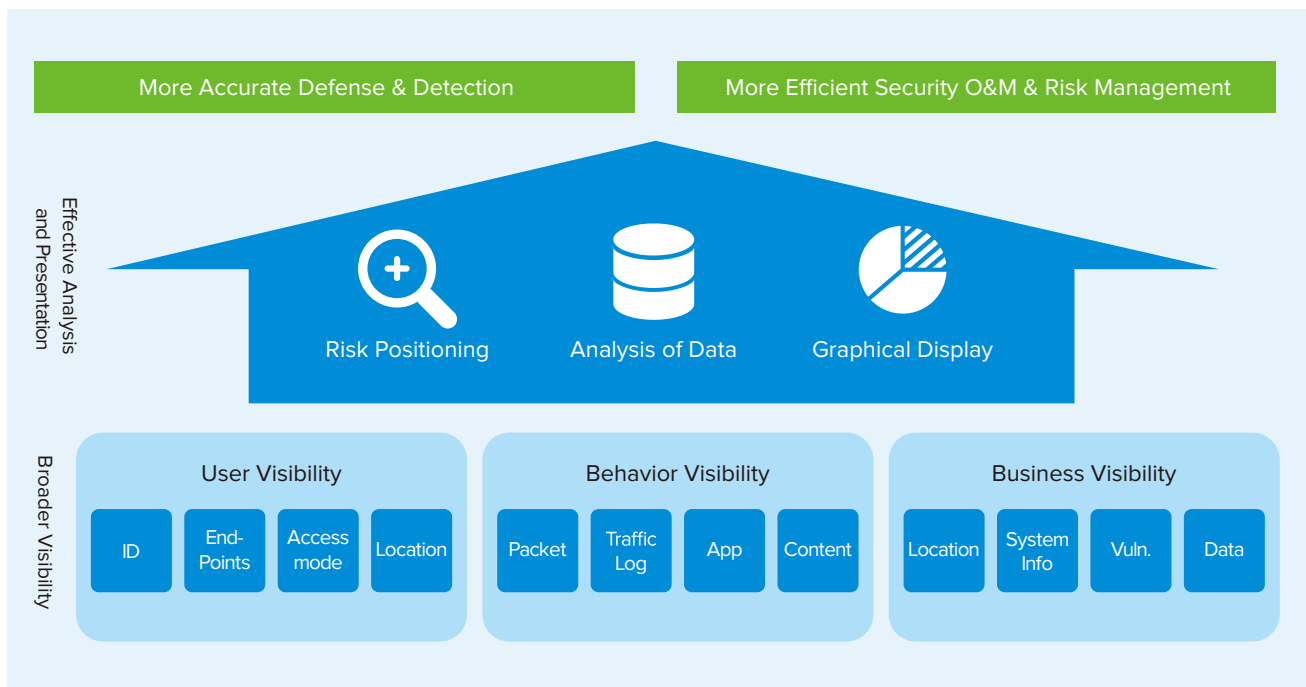 More Accurate Defense & Detection
More Efficient Security O&M & Risk Management
Effective Analysis
and Presentation
Risk Positioning
Analysis of Data
Graphical Display
Broader Visibility
User Visibility
ID
End-
Points
Access
mode
Location
Behavior Visibility
Packet
Traffic
Log
App
Content
Business Visibility
Location
System
Info
Vuln.
Data